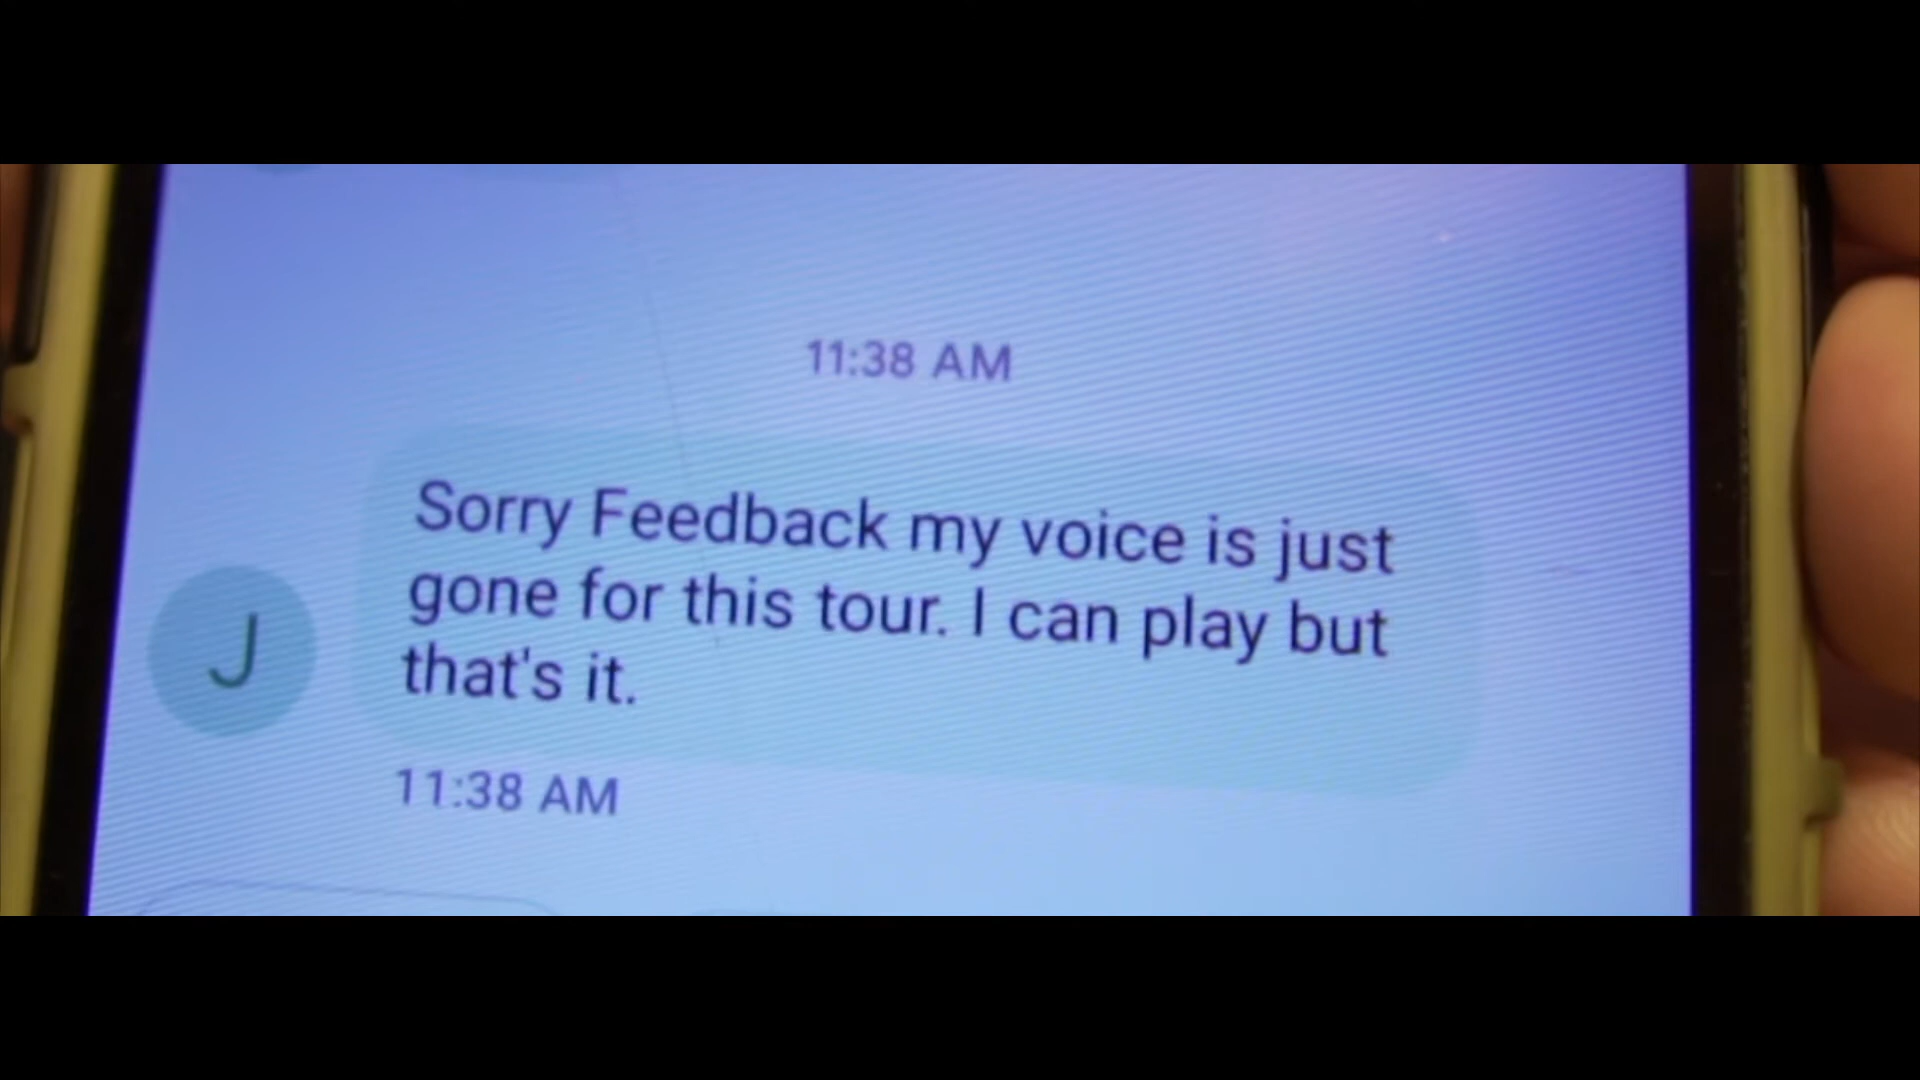 11:38 AM
Sorry Feedback my voice is just
gone for this tour. I can play but
that's it.
J
11:38 AM